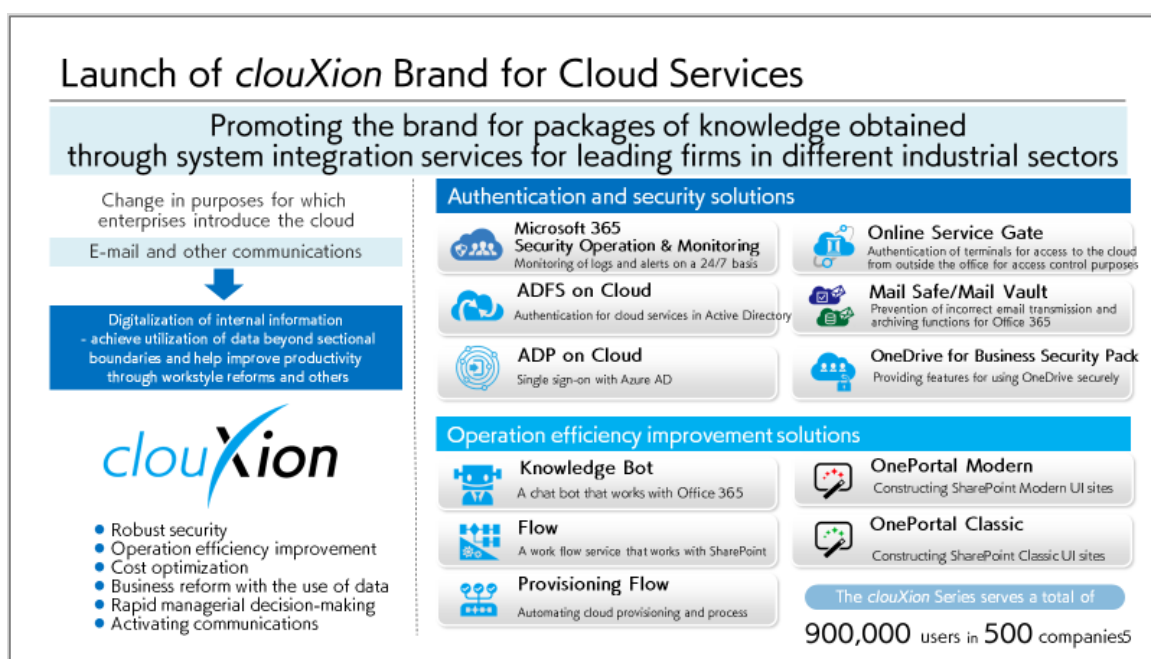 Launch of clouXion Brand for Cloud Services
Promoting the brand for packages of knowledge obtained
through system integration services for leading firms in different industrial sectors
Change in purposes for which
enterprises introduce the cloud
E-mail and other communications
Digitalization of internal information
- achieve utilization of data beyond sectional
boundaries and help improve productivity
through workstyle reforms and others
clouXion
Robust security
Operation efficiency improvement
Cost optimization
Business reform with the use of data
Rapid managerial decision-making
Activating communications
Authentication and security solutions
Microsoft 365
Security Operation & Monitoring
Monitoring of logs and alerts on a 24/7 basis
ADFS on Cloud
Authentication for cloud services in Active Directory
ADP on Cloud
Single sign-on with Azure AD
Online Service Gate
Authentication of terminals for access to the cloud
from outside the office for access control purposes
Mail Safe/Mail Vault
Prevention of incorrect email transmission and
archiving functions for Office 365
OneDrive for Business Security Pack
Providing features for using OneDrive securely
Operation efficiency improvement solutions
Knowledge Bot
A chat bot that works with Office 365
Flow
A work flow service that works with SharePoint
Provisioning Flow
Automating cloud provisioning and process
OnePortal Modern
Constructing SharePoint Modern UI sites
OnePortal Classic
Constructing SharePoint Classic UI sites
The clouXion Series serves a total of
900,000 users in 500 companies5